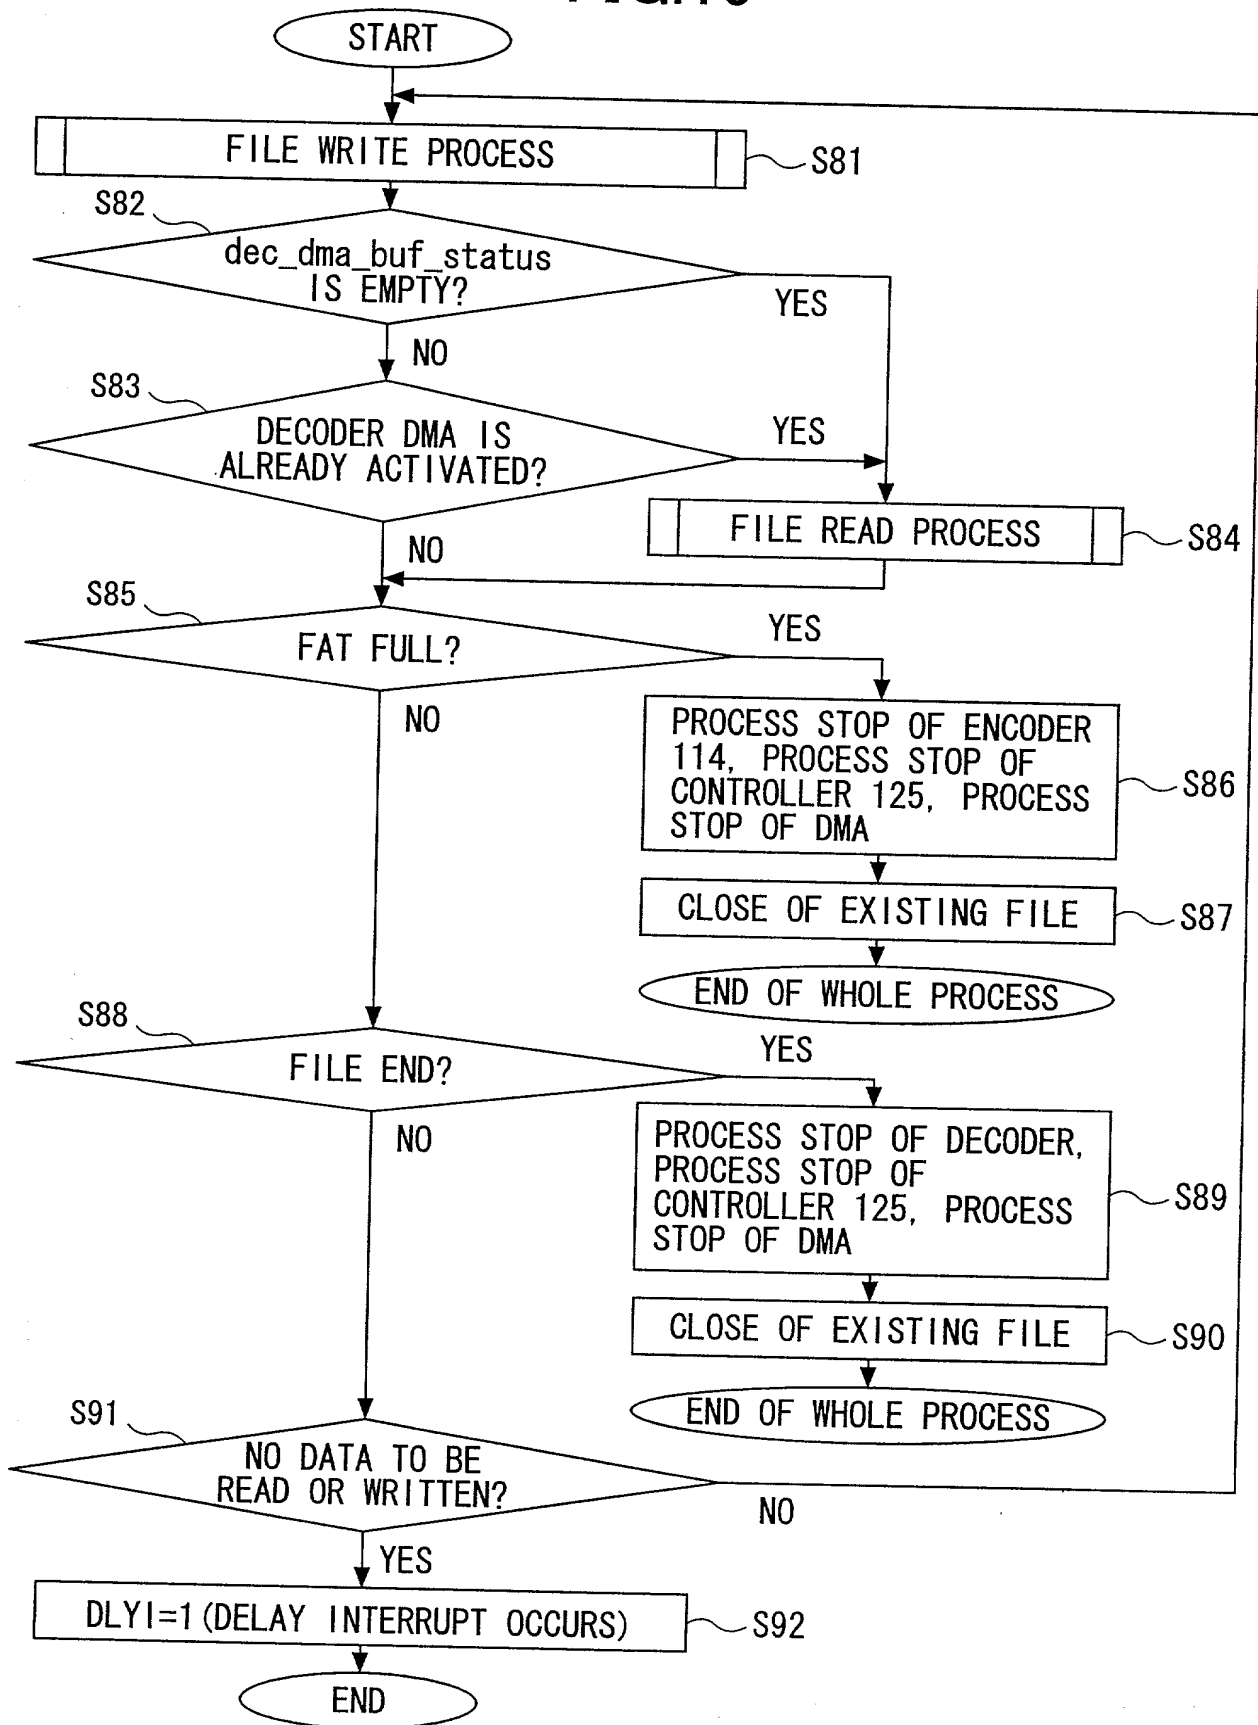 START
FILE WRITE PROCESS
S81
S82
dec_dma_buf_status
IS EMPTY?
YES
NO
S83
DECODER DMA IS
ALREADY ACTIVATED?
YES
NO
FILE READ PROCESS
S84
S85
FAT FULL?
YES
NO
PROCESS STOP OF ENCODER
114, PROCESS STOP OF
CONTROLLER 125, PROCESS
STOP OF DMA
S86
CLOSE OF EXISTING FILE
S87
END OF WHOLE PROCESS
S88
FILE END?
YES
NO
PROCESS STOP OF DECODER,
PROCESS STOP OF
CONTROLLER 125, PROCESS
STOP OF DMA
S89
CLOSE OF EXISTING FILE
S90
END OF WHOLE PROCESS
S91
NO DATA TO BE
READ OR WRITTEN?
NO
YES
DLYI=1(DELAY INTERRUPT OCCURS)
S92
END